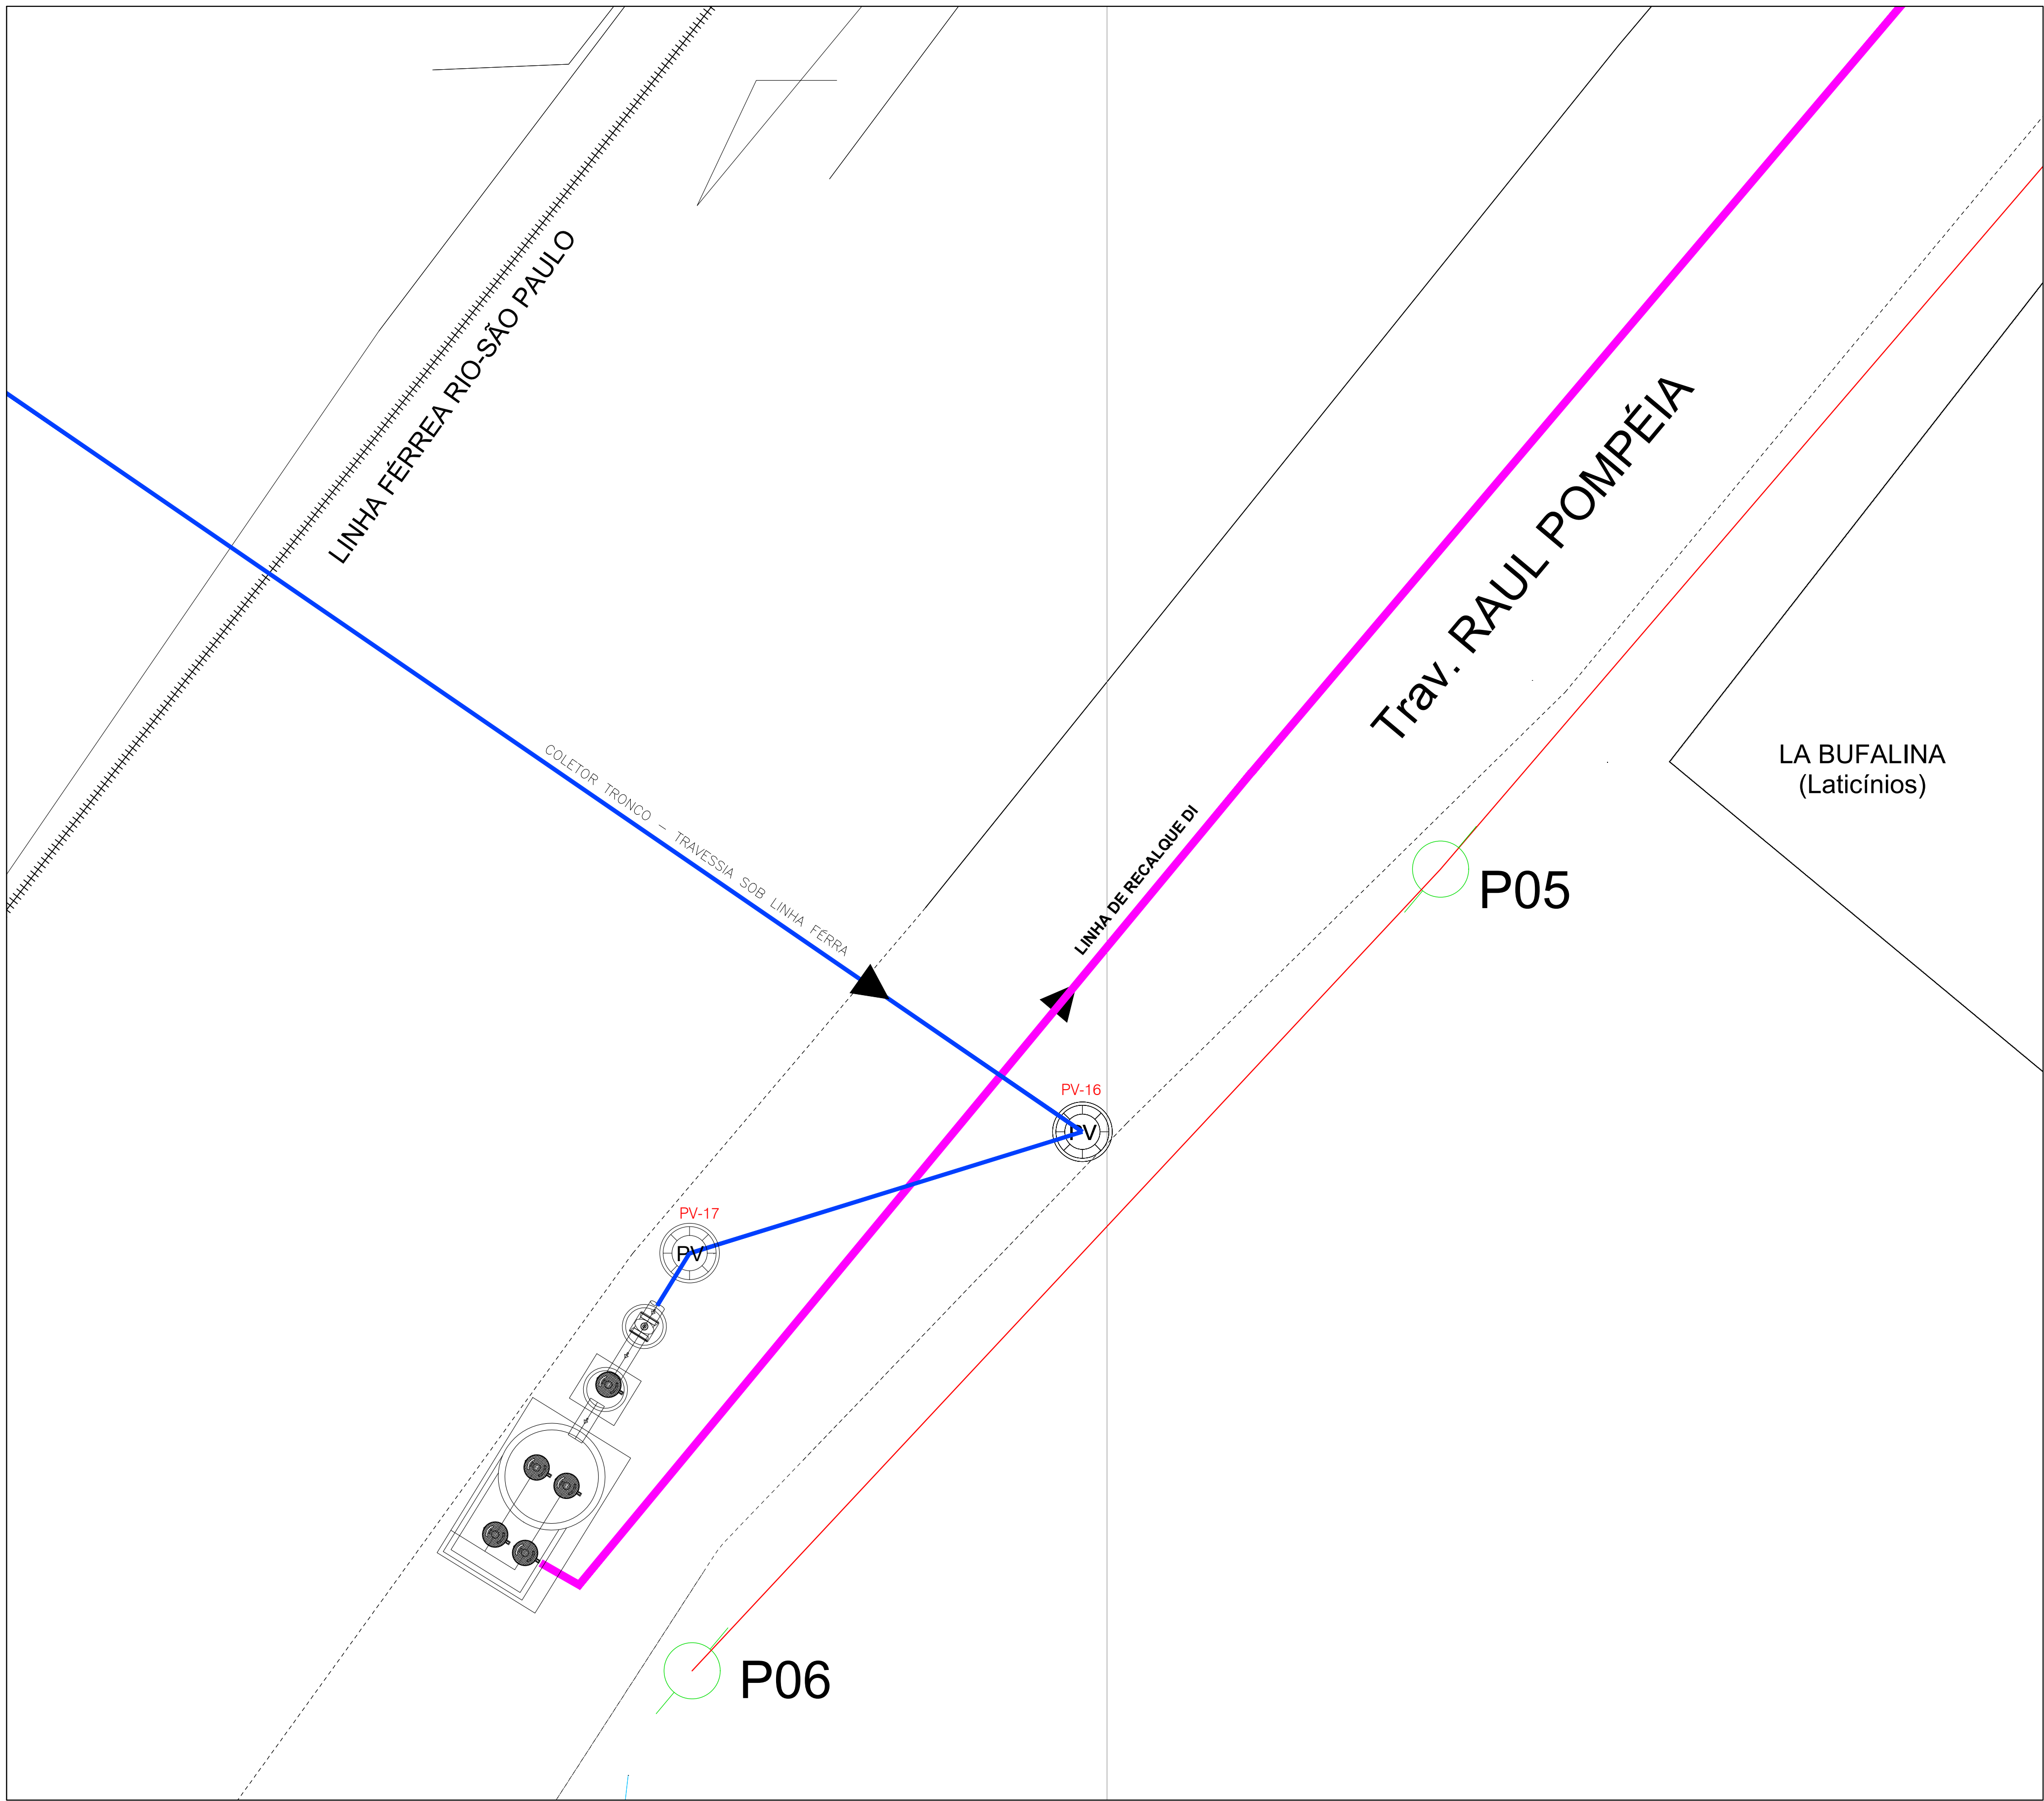 LINHA FÉRREA RIO-SÃO PAULO
Trav. RAUL POMPÉIA
LA BUFALINA
(Laticínios)
COLETOR TRONCO - TRAVESSIA SOB LINHA FÉRRA
LINHA DE RECALQUE DI
P05
PV-16
PV
PV-17
PV
P06